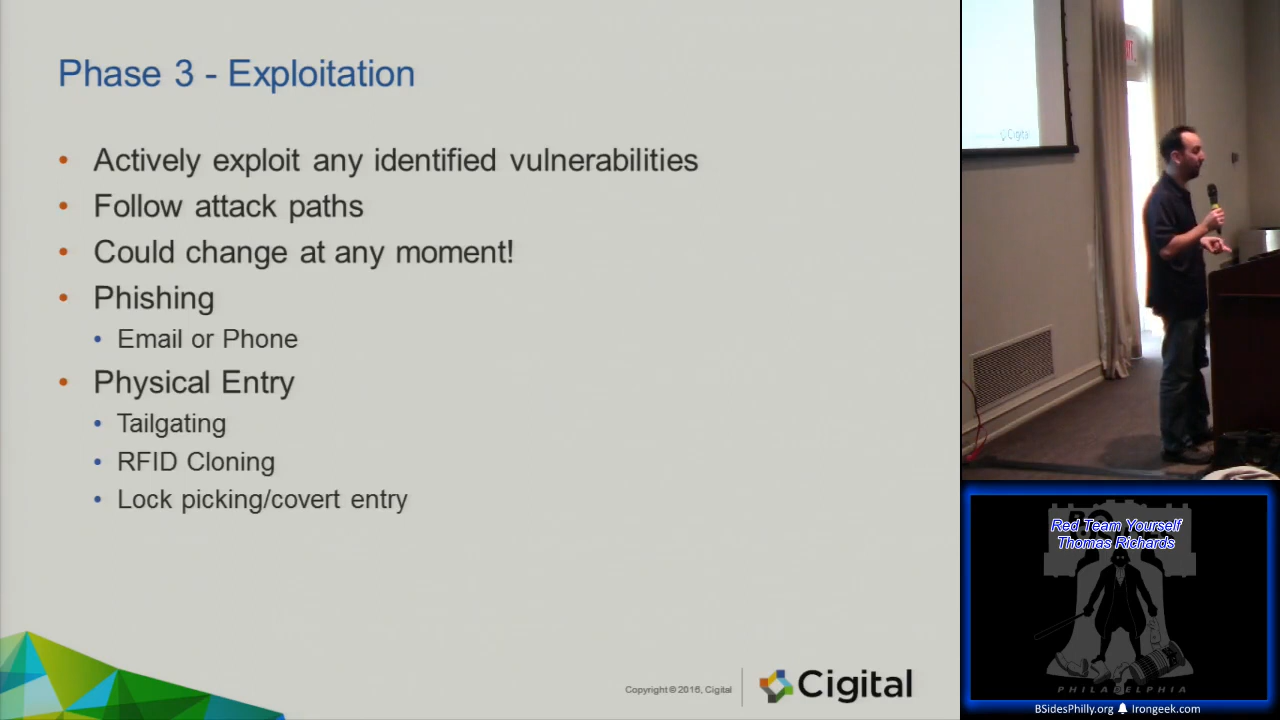 Phase 3 - Exploitation
• Actively exploit any identified vulnerabilities
• Follow attack paths
• Could change at any moment!
• Phishing
• Email or Phone
• Physical Entry
• Tailgating
• RFID Cloning
• Lock picking/covert entry
Copyright © 2016, Cigital
Cigital
Cigital
Red Team Yourself
Thomas Richards
PHILADELPHIA
BSidesPhilly.org
Irongeek.com